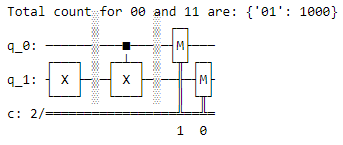 Total count for 00 and 11 are: {'01': 1000}
q_0: M
q_1: X X M
c: 2/
1 0